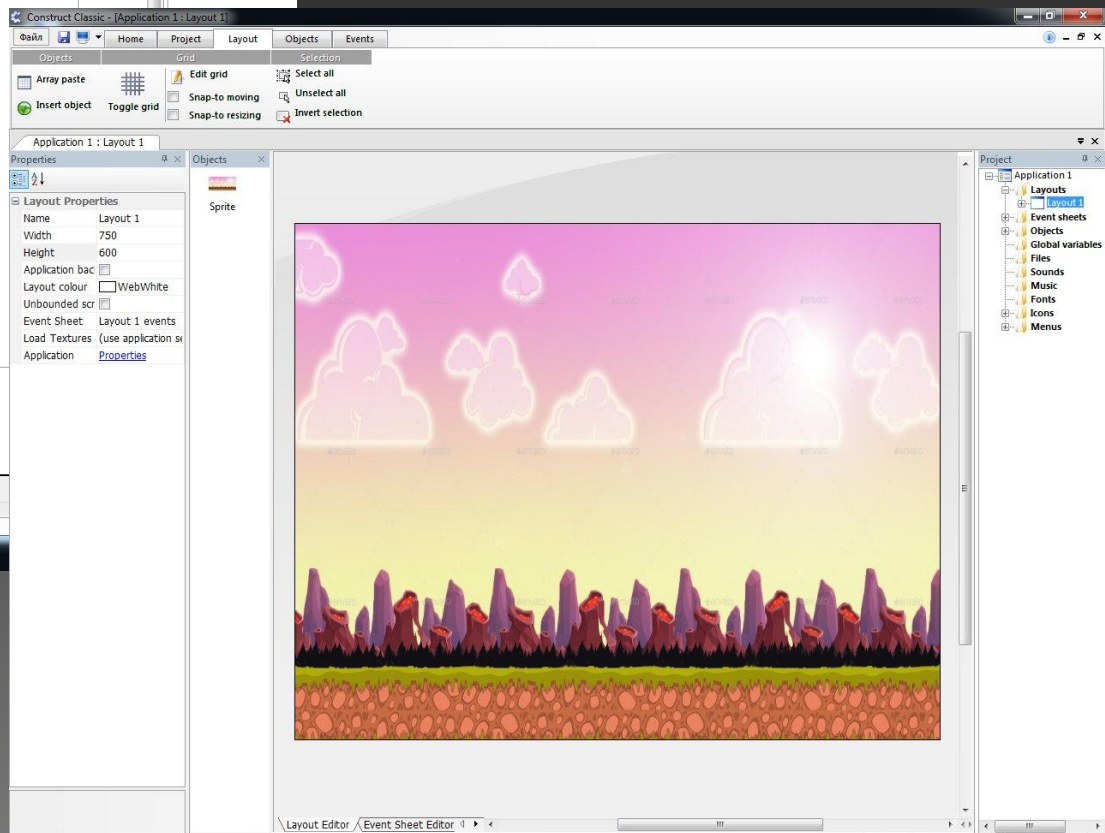 Construct Classic - [Application 1 : Layout 1]
Файл Home Project Layout Objects Events
Objects Grid Selection
Array paste
Insert object
Toggle grid
Edit grid
Snap-to moving
Snap-to resizing
Select all
Unselect all
Invert selection
Application 1 : Layout 1
Properties
Layout Properties
Name Layout 1
Width 750
Height 600
Application bac
Layout colour WebWhite
Unbounded scr
Event Sheet Layout 1 events
Load Textures (use application se
Application Properties
Objects
Sprite
envato
Layout Editor Event Sheet Editor
Project
Application 1
Layouts
Layout 1
Event sheets
Objects
Global variables
Files
Sounds
Music
Fonts
Icons
Menus